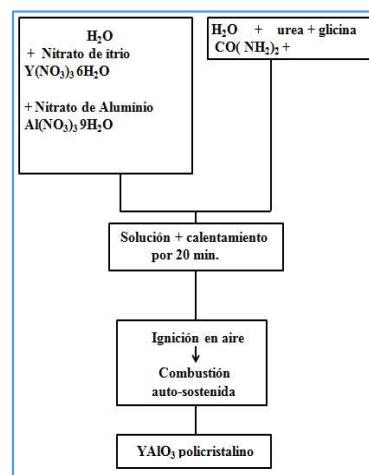 H₂O
+ Nitrato de itrio
Y(NO₃)₃ 6H₂O
+ Nitrato de Aluminio
Al(NO₃)₃ 9H₂O
H₂O + urea + glicina
CO( NH₂)₂ +
Solución + calentamiento
por 20 min.
Ignición en aire
↓
Combustión
auto-sostenida
YAlO₃ policristalino